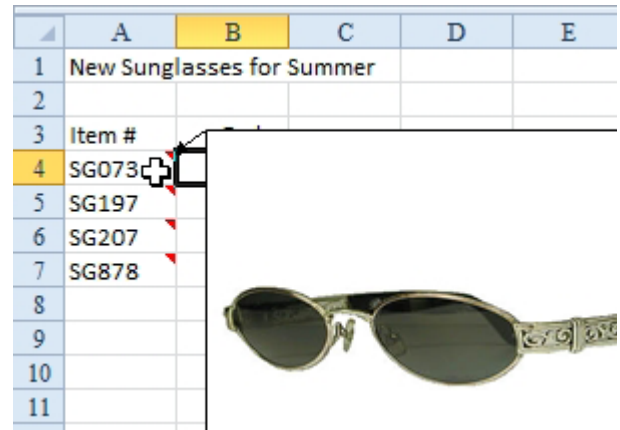 A B C D E
1 New Sunglasses for Summer
2
3 Item #
4 SG073
5 SG197
6 SG207
7 SG878
8
9
10
11